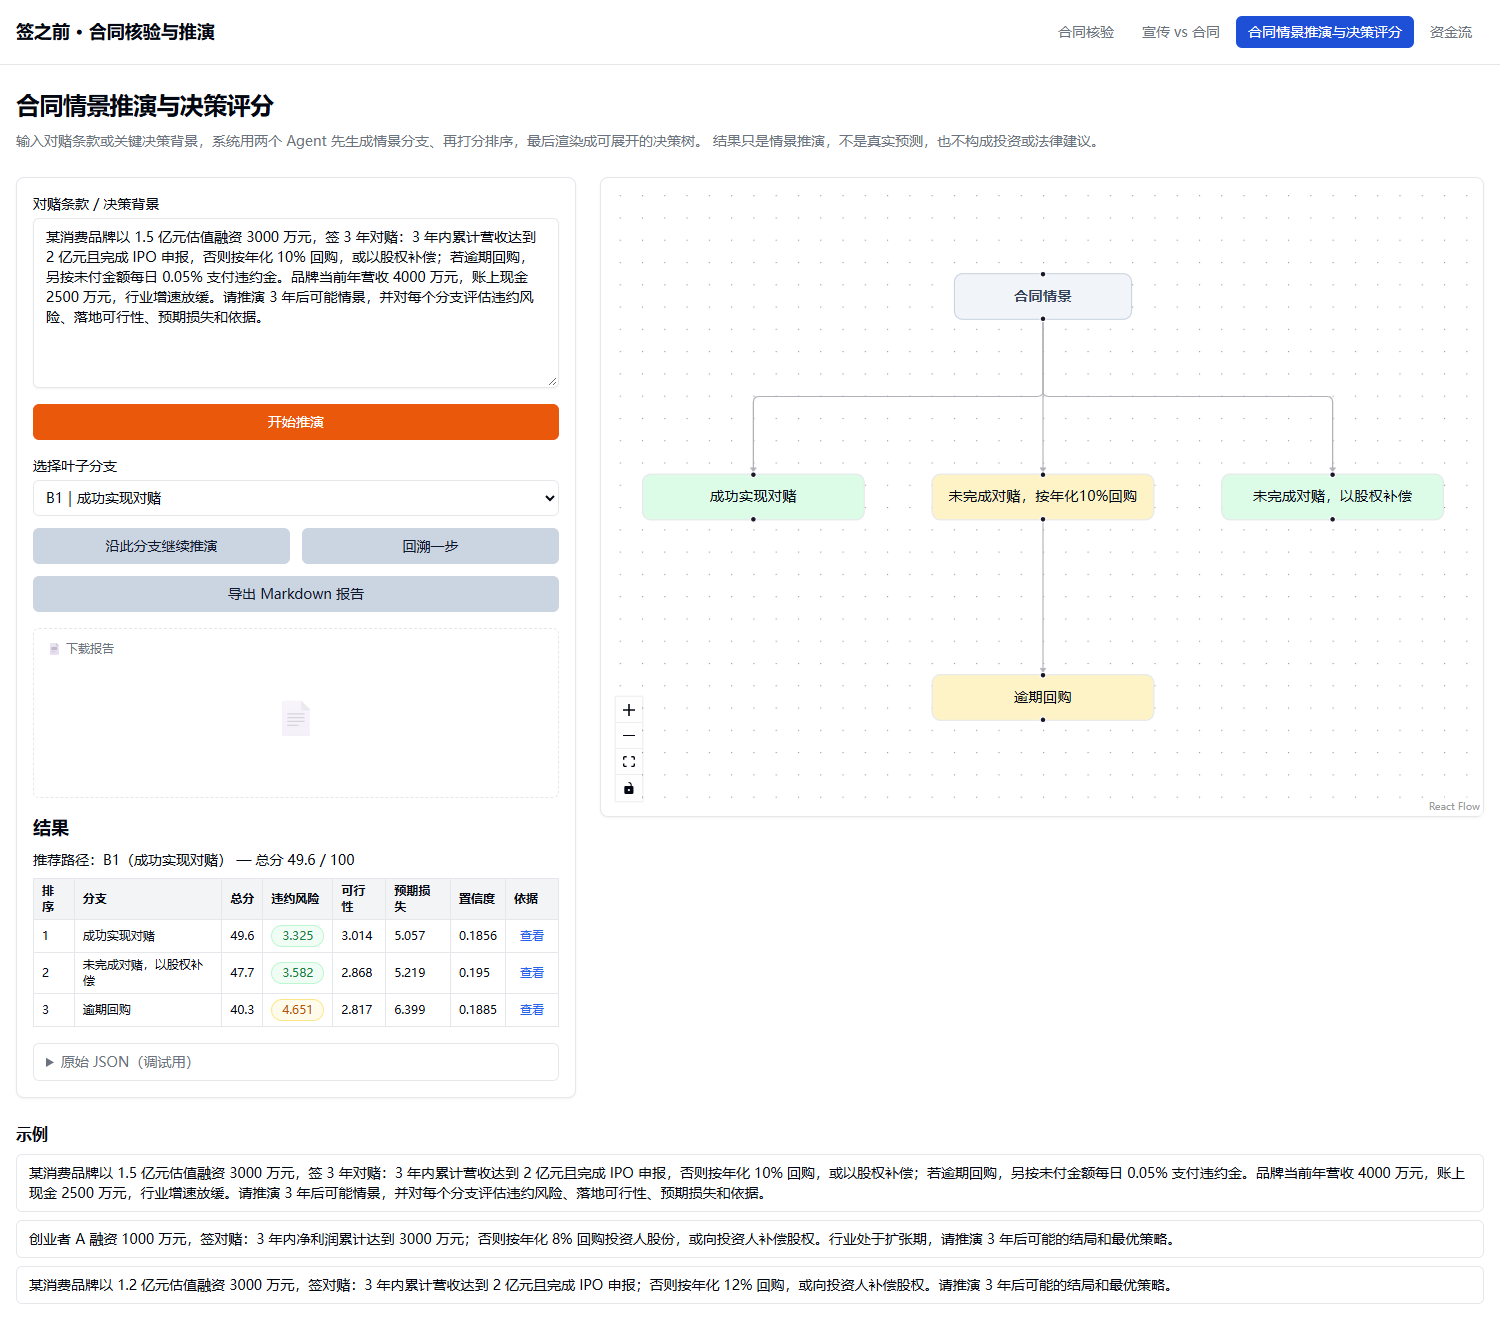 签之前 · 合同核验与推演
合同核验
宣传 vs 合同
合同情景推演与决策评分
资金流
合同情景推演与决策评分
输入对赌条款或关键决策背景，系统用两个 Agent 先生成情景分支、再打分排序，最后渲染成可展开的决策树。 结果只是情景推演，不是真实预测，也不构成投资或法律建议。
对赌条款 / 决策背景
某消费品牌以 1.5 亿元估值融资 3000 万元，签 3 年对赌：3 年内累计营收达到
2 亿元且完成 IPO 申报，否则按年化 10% 回购，或以股权补偿；若逾期回购，
另按未付金额每日 0.05% 支付违约金。品牌当前年营收 4000 万元，账上现金
2500 万元，行业增速放缓。请推演 3 年后可能情景，并对每个分支评估违约风
险、落地可行性、预期损失和依据。
开始推演
选择叶子分支
B1｜成功实现对赌
沿此分支继续推演
回溯一步
导出 Markdown 报告
下载报告
结果
推荐路径：B1（成功实现对赌） — 总分 49.6 / 100
排序 分支 总分 违约风险 可行性 预期损失 置信度 依据
1 成功实现对赌 49.6 3.325 3.014 5.057 0.1856 查看
2 未完成对赌，以股权补偿 47.7 3.582 2.868 5.219 0.195 查看
3 逾期回购 40.3 4.651 2.817 6.399 0.1885 查看
原始 JSON（调试用）
合同情景
成功实现对赌
未完成对赌，按年化10%回购
未完成对赌，以股权补偿
逾期回购
React Flow
示例
某消费品牌以 1.5 亿元估值融资 3000 万元，签 3 年对赌：3 年内累计营收达到 2 亿元且完成 IPO 申报，否则按年化 10% 回购，或以股权补偿；若逾期回购，另按未付金额每日 0.05% 支付违约金。品牌当前年营收 4000 万元，账上
现金 2500 万元，行业增速放缓。请推演 3 年后可能情景，并对每个分支评估违约风险、落地可行性、预期损失和依据。
创业者 A 融资 1000 万元，签对赌：3 年内净利润累计达到 3000 万元；否则按年化 8% 回购投资人股份，或向投资人补偿股权。行业处于扩张期，请推演 3 年后可能的结局和最优策略。
某消费品牌以 1.2 亿元估值融资 3000 万元，签对赌：3 年内累计营收达到 2 亿元且完成 IPO 申报；否则按年化 12% 回购，或向投资人补偿股权。请推演 3 年后可能的结局和最优策略。